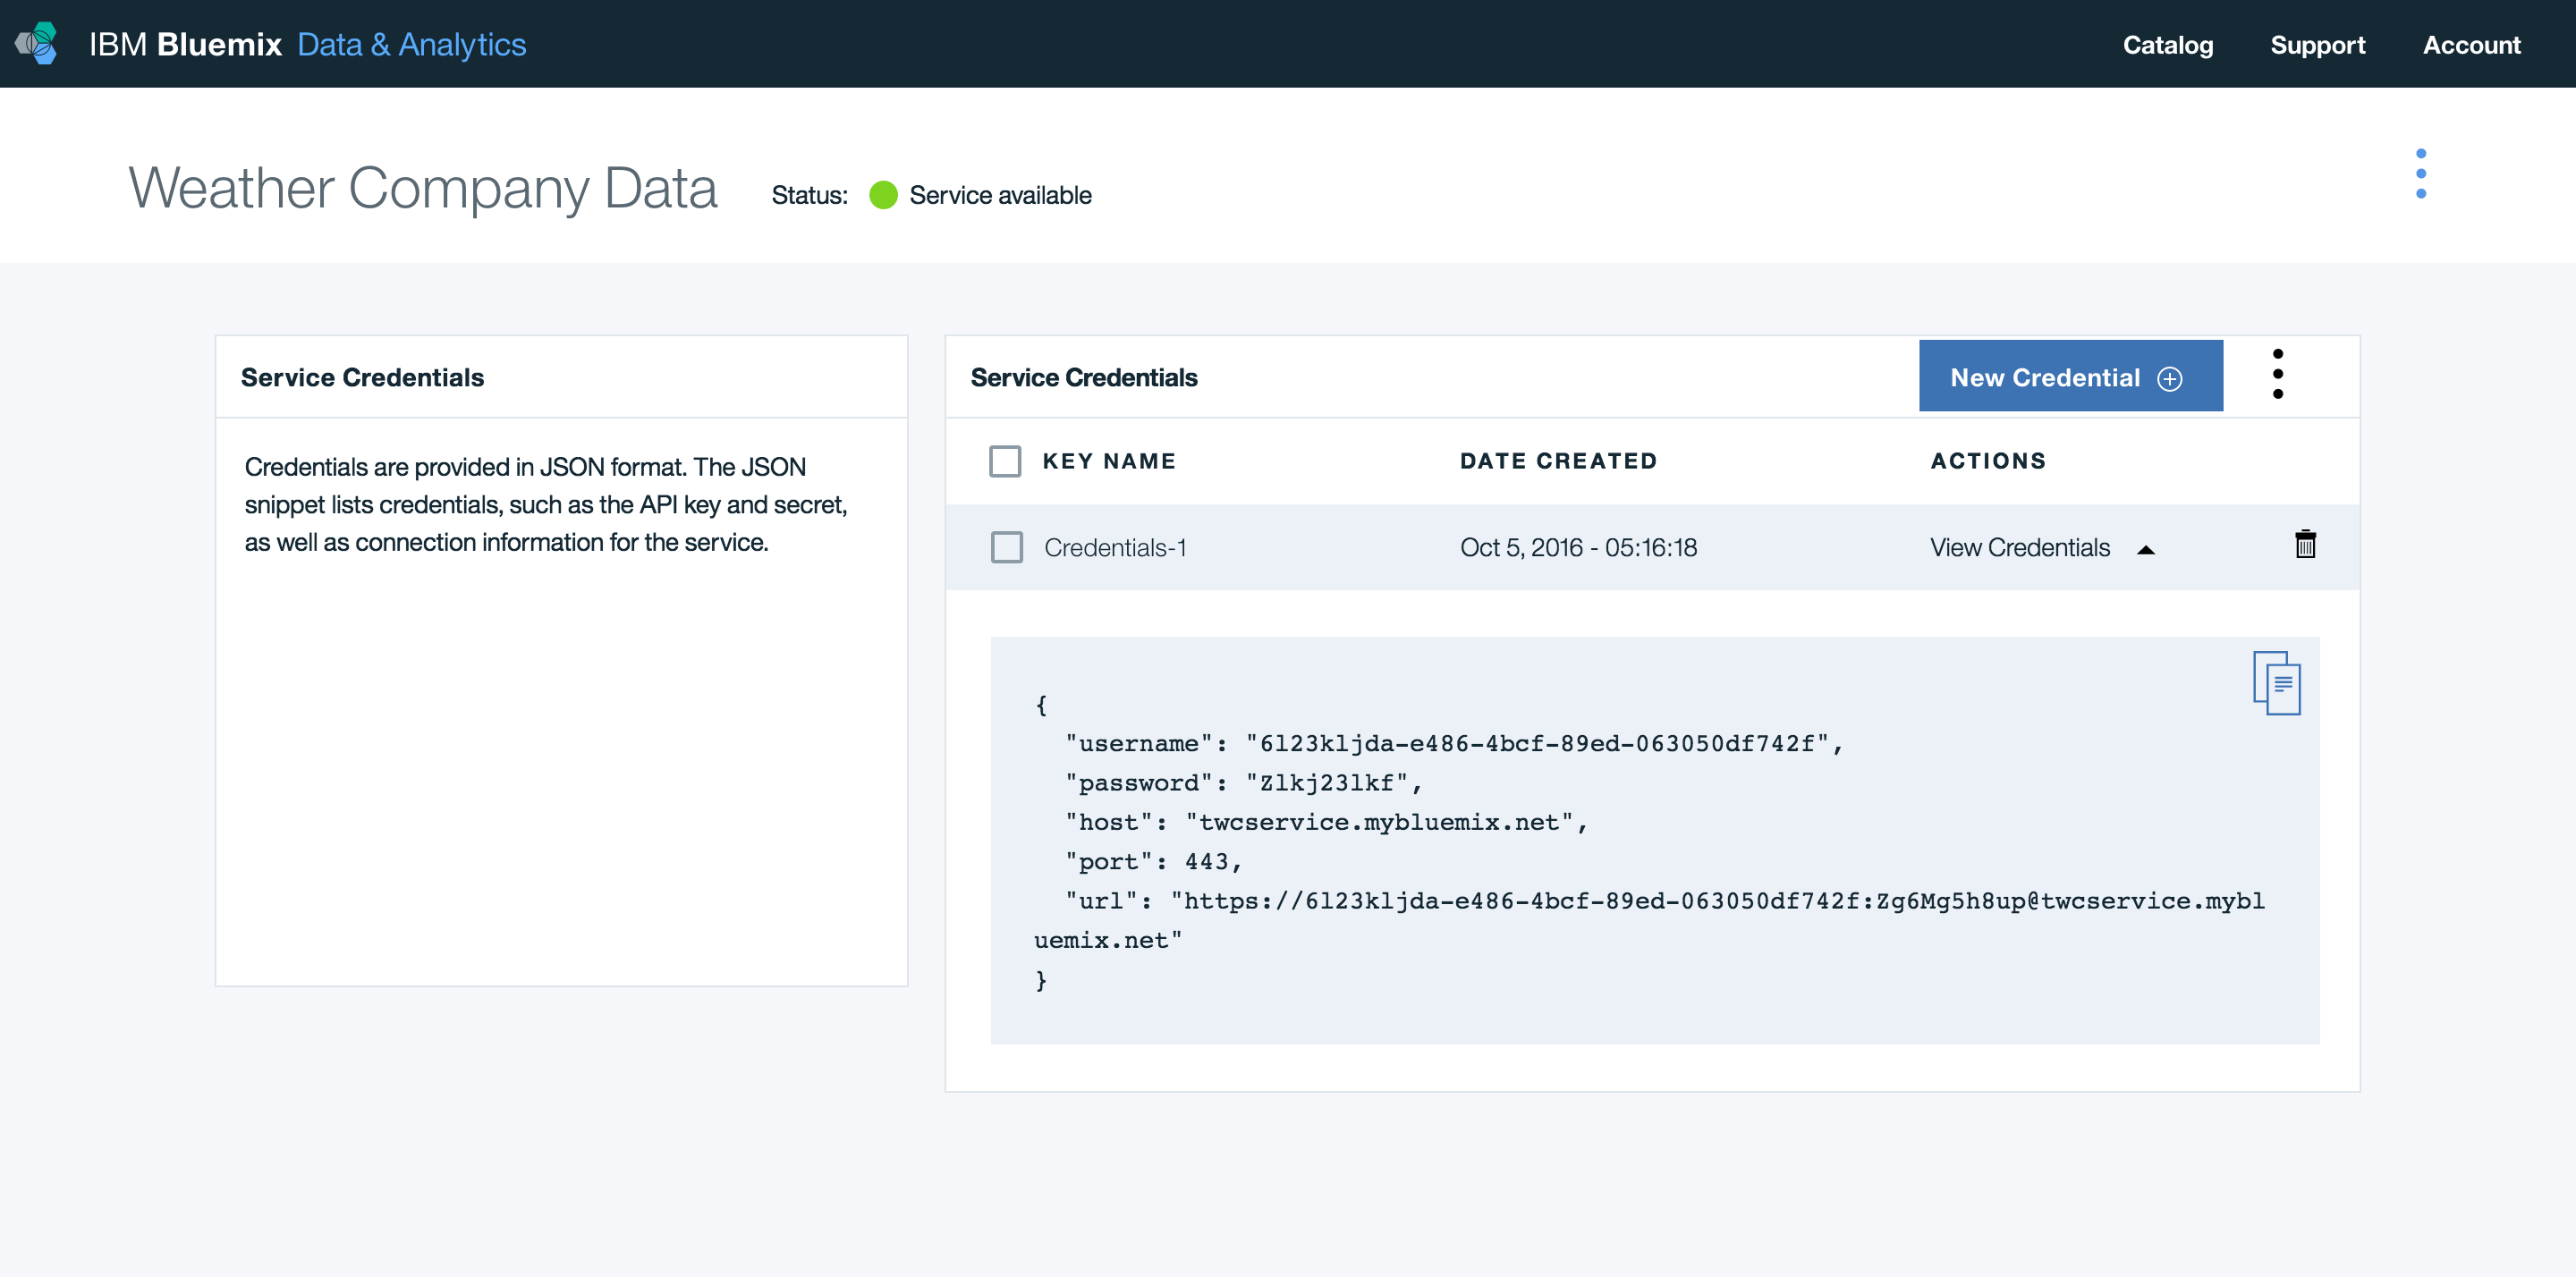 IBM Bluemix Data & Analytics
Catalog
Support
Account
Weather Company Data
Status: Service available
Service Credentials
Credentials are provided in JSON format. The JSON
snippet lists credentials, such as the API key and secret,
as well as connection information for the service.
Service Credentials
New Credential
KEY NAME
DATE CREATED
ACTIONS
Credentials-1
Oct 5, 2016 - 05:16:18
View Credentials
{
"username": "6l23kljda-e486-4bcf-89ed-063050df742f",
"password": "Zlkj23lkf",
"host": "twcservice.mybluemix.net",
"port": 443,
"url": "https://6l23kljda-e486-4bcf-89ed-063050df742f:Zg6Mg5h8up@twcservice.mybl
uemix.net"
}